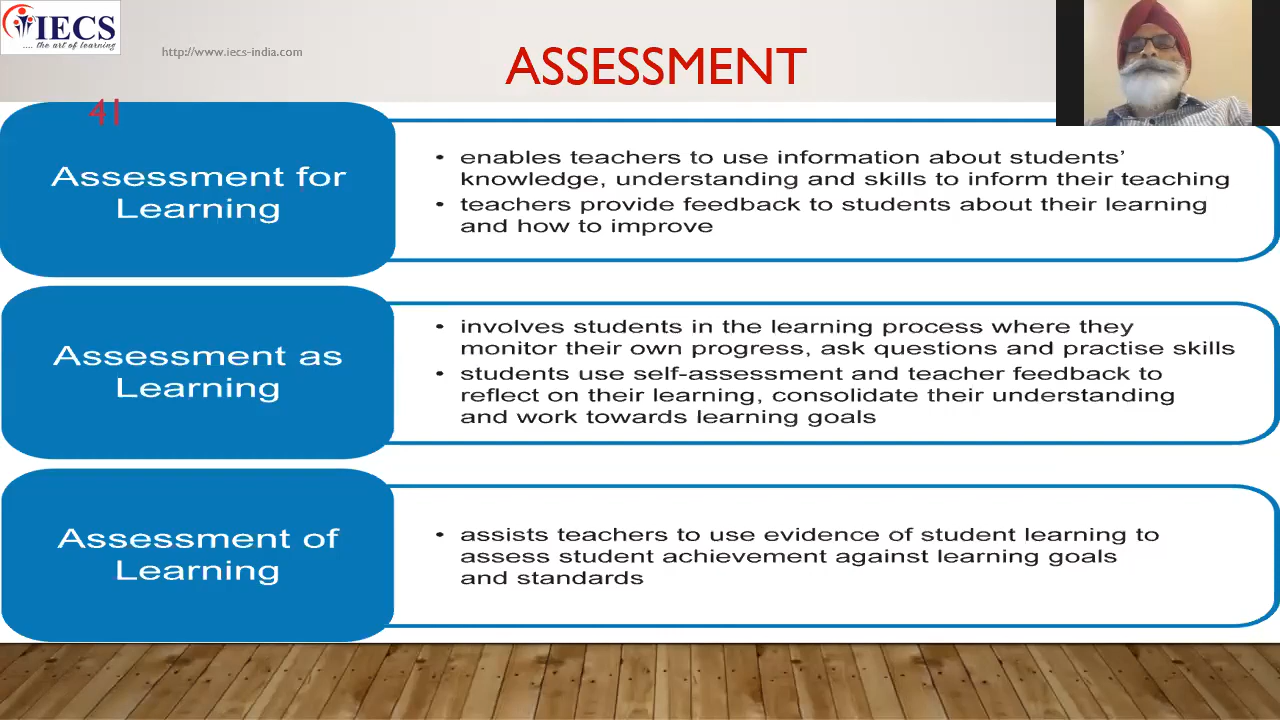 IECS
.... the art of learning
http://www.iecs-india.com
ASSESSMENT
41
Assessment for
Learning
• enables teachers to use information about students’
knowledge, understanding and skills to inform their teaching
• teachers provide feedback to students about their learning
and how to improve
Assessment as
Learning
• involves students in the learning process where they
monitor their own progress, ask questions and practise skills
• students use self-assessment and teacher feedback to
reflect on their learning, consolidate their understanding
and work towards learning goals
Assessment of
Learning
• assists teachers to use evidence of student learning to
assess student achievement against learning goals
and standards